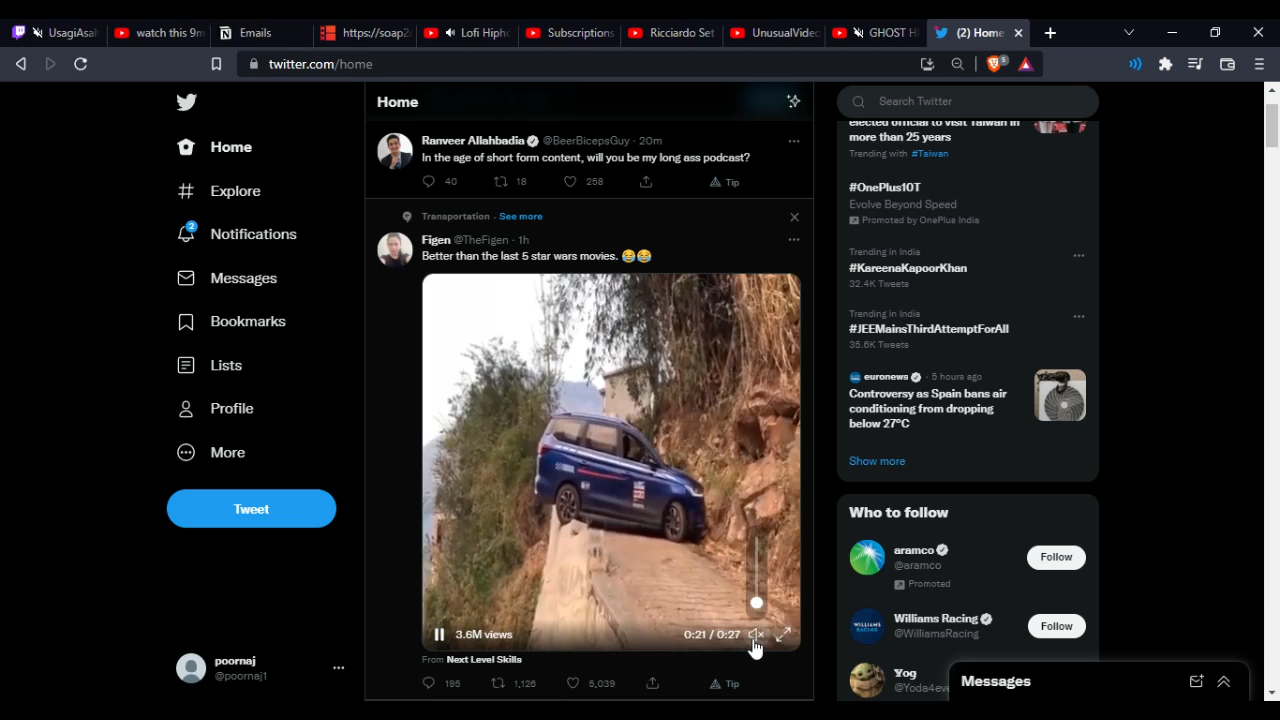 UsagiAsah
watch this 9m
Emails
https://soap2
Lofi Hipho
Subscriptions
Ricciardo Set
UnusualVideo
GHOST H
(2) Home
twitter.com/home
5
Home
Explore
2
Notifications
Messages
Bookmarks
Lists
Profile
More
Tweet
poornaj
@poornaj1
Home
Ranveer Allahbadia @BeerBicepsGuy · 20m
In the age of short form content, will you be my long ass podcast?
40 18 258 Tip
Transportation · See more
Figen @TheFigen · 1h
Better than the last 5 star wars movies. 😂😂
3.6M views 0:21 / 0:27
From Next Level Skills
195 1,126 5,039 Tip
Search Twitter
elected official to visit Taiwan in
more than 25 years
Trending with #Taiwan
#OnePlus10T
Evolve Beyond Speed
Promoted by OnePlus India
Trending in India
#KareenaKapoorKhan
32.4K Tweets
Trending in India
#JEEMainsThirdAttemptForAll
35.6K Tweets
euronews · 5 hours ago
Controversy as Spain bans air
conditioning from dropping
below 27°C
Show more
Who to follow
aramco
@aramco
Promoted
Follow
WILLIAMS RACING
Williams Racing
@WilliamsRacing
Follow
Yog
@Yoda4eve
Messages